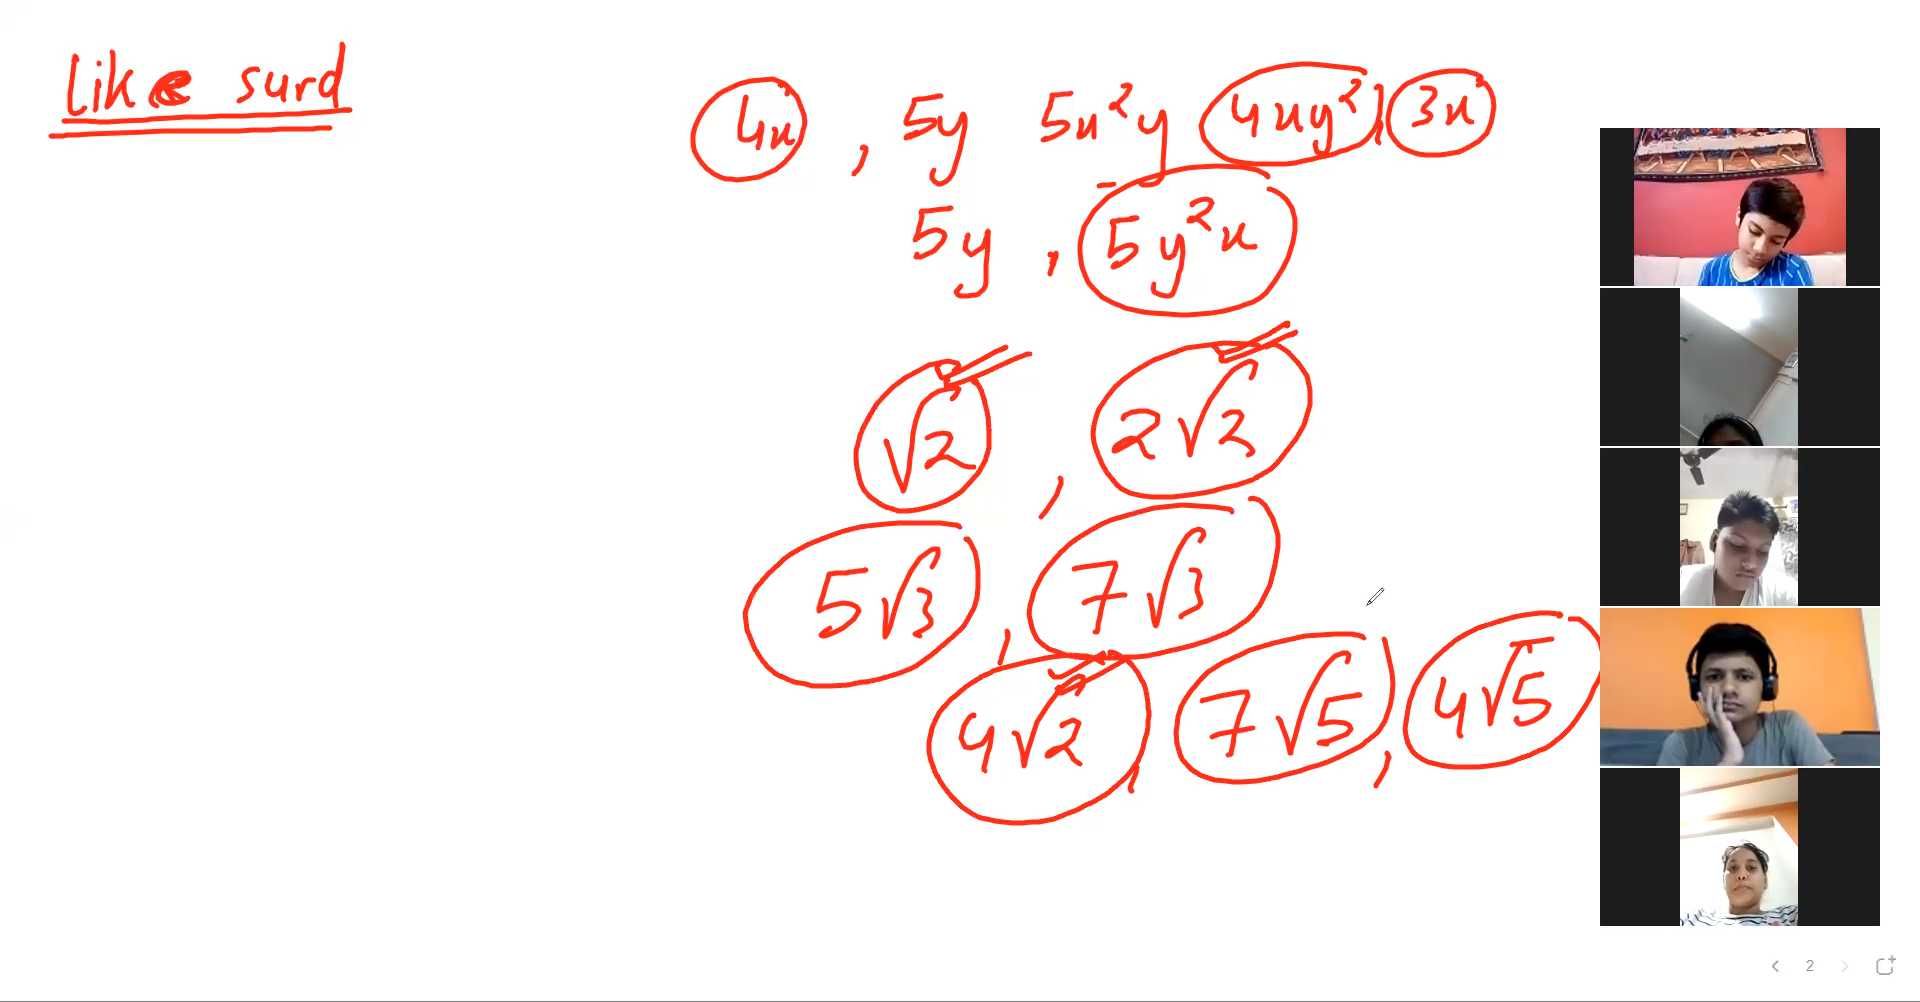 Like surd
4x , 5y 5x²y 4xy² , 3x
5y , 5y²x
√2 , 2√2
5√3 , 7√3
4√2 , 7√5 , 4√5
2